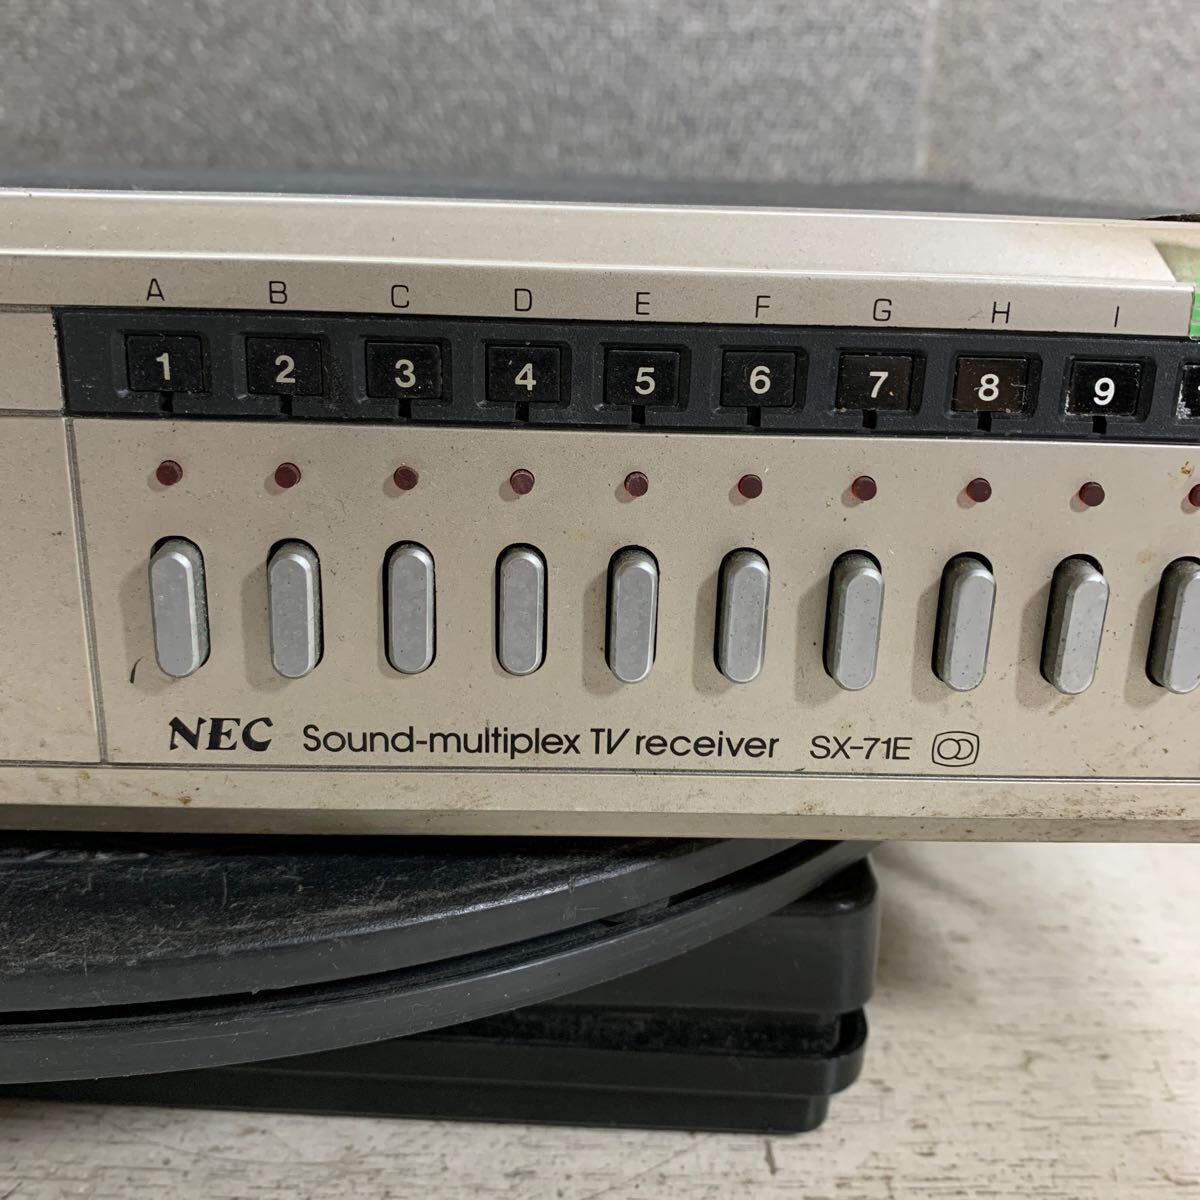 A B C D E F G H I
1 2 3 4 5 6 7 8 9
NEC Sound-multiplex TV receiver SX-71E